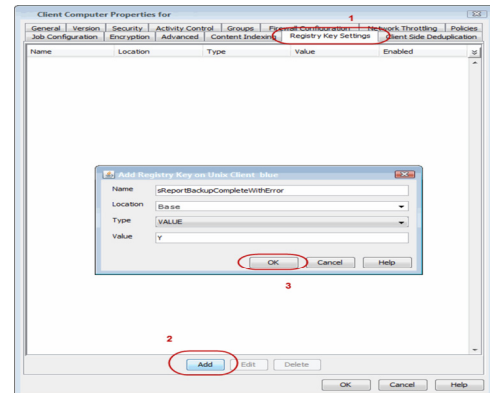 Client Computer Properties for
1
General Version Security Activity Control Groups Firewall Configuration Network Throttling Policies
Job Configuration Encryption Advanced Content Indexing Registry Key Settings Client Side Deduplication
Name Location Type Value Enabled
Add Registry Key on Unix Client blue
Name sReportBackupCompleteWithError
Location Base
Type VALUE
Value Y
OK Cancel Help
3
2
Add Edit Delete
OK Cancel Help